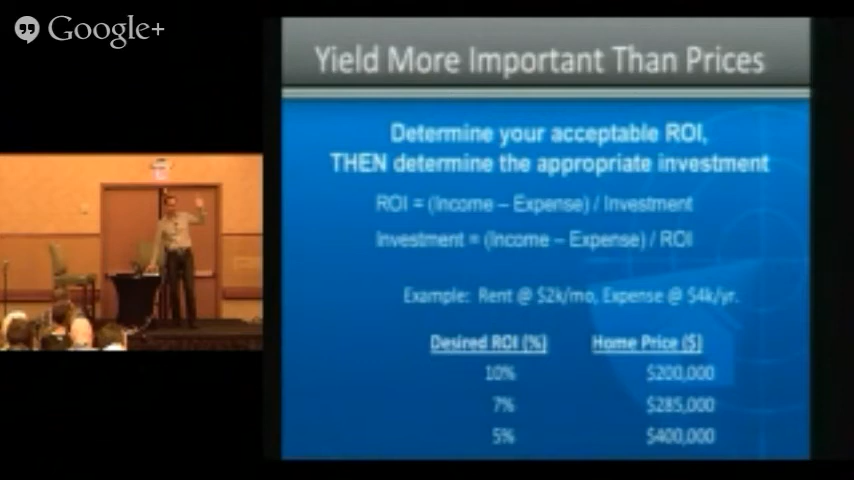 Google+
Yield More Important Than Prices
Determine your acceptable ROI,
THEN determine the appropriate investment
ROI = (Income – Expense) / Investment
Investment = (Income – Expense) / ROI
Example: Rent @ $2k/mo, Expense @ $4k/yr.
Desired ROI (%) Home Price ($)
10% $200,000
7% $285,000
5% $400,000